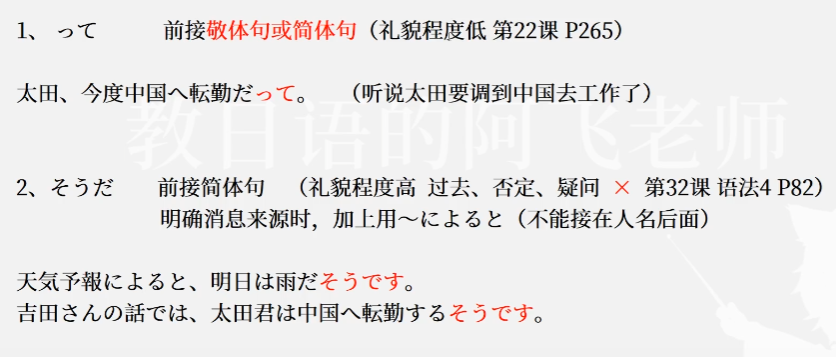 1、 って 前接敬体句或简体句（礼貌程度低 第22课 P265）
太田、今度中国へ転勤だって。 （听说太田要调到中国去工作了）
教日语的阿飞老师
2、そうだ 前接简体句 （礼貌程度高 过去、否定、疑问 × 第32课 语法4 P82）
明确消息来源时，加上用～によると（不能接在人名后面）
天気予報によると、明日は雨だそうです。
吉田さんの話では、太田君は中国へ転勤するそうです。